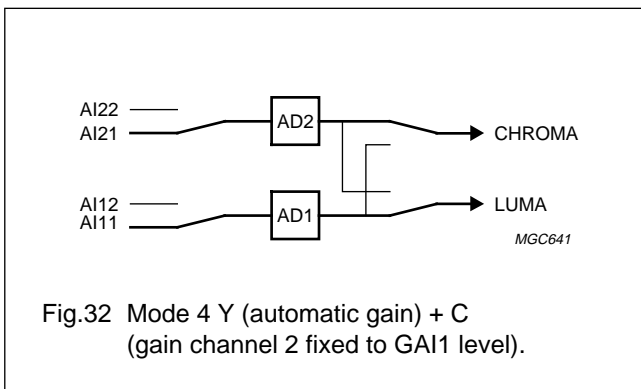 AI22
AI21
AD2
CHROMA
AI12
AI11
AD1
LUMA
MGC641
Fig.32 Mode 4 Y (automatic gain) + C
(gain channel 2 fixed to GAI1 level).